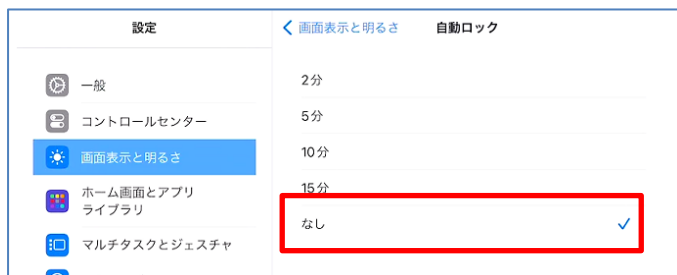 設定
画面表示と明るさ
自動ロック
一般
コントロールセンター
画面表示と明るさ
ホーム画面とアプリ
ライブラリ
マルチタスクとジェスチャ
2分
5分
10分
15分
なし